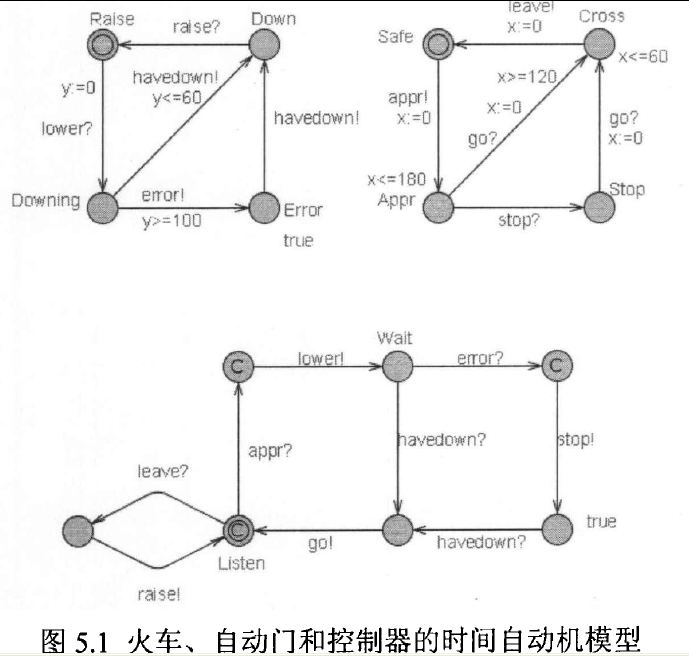 Raise
raise?
Down
y:=0
havedown!
y<=60
lower?
havedown!
Downing
error!
y>=100
Error
true
leave!
x:=0
Cross
Safe
x<=60
x>=120
appr!
x:=0
x:=0
go?
go?
x:=0
x<=180
Appr
stop?
Stop
Wait
C
lower!
error?
C
appr?
havedown?
stop!
leave?
C
Listen
go!
havedown?
true
raise!
图 5.1 火车、自动门和控制器的时间自动机模型